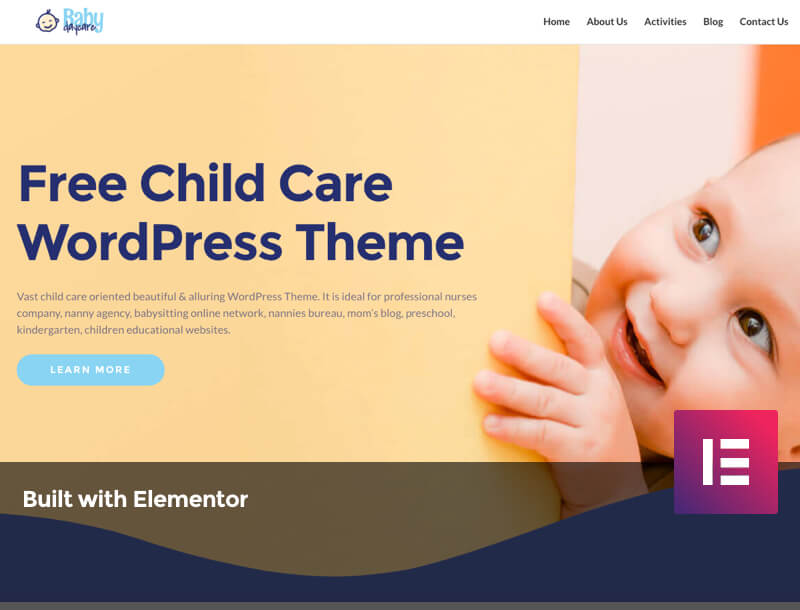 Baby
daycare
Home About Us Activities Blog Contact Us
Free Child Care
WordPress Theme
Vast child care oriented beautiful & alluring WordPress Theme. It is ideal for professional nurses
company, nanny agency, babysitting online network, nannies bureau, mom's blog, preschool,
kindergarten, children educational websites.
LEARN MORE
Built with Elementor